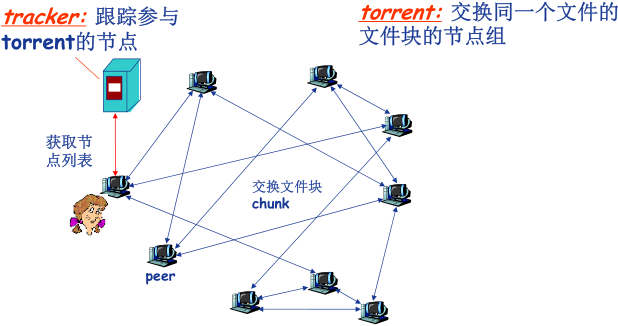 tracker: 跟踪参与
torrent的节点
torrent: 交换同一个文件的
文件块的节点组
获取节
点列表
交换文件块
chunk
peer